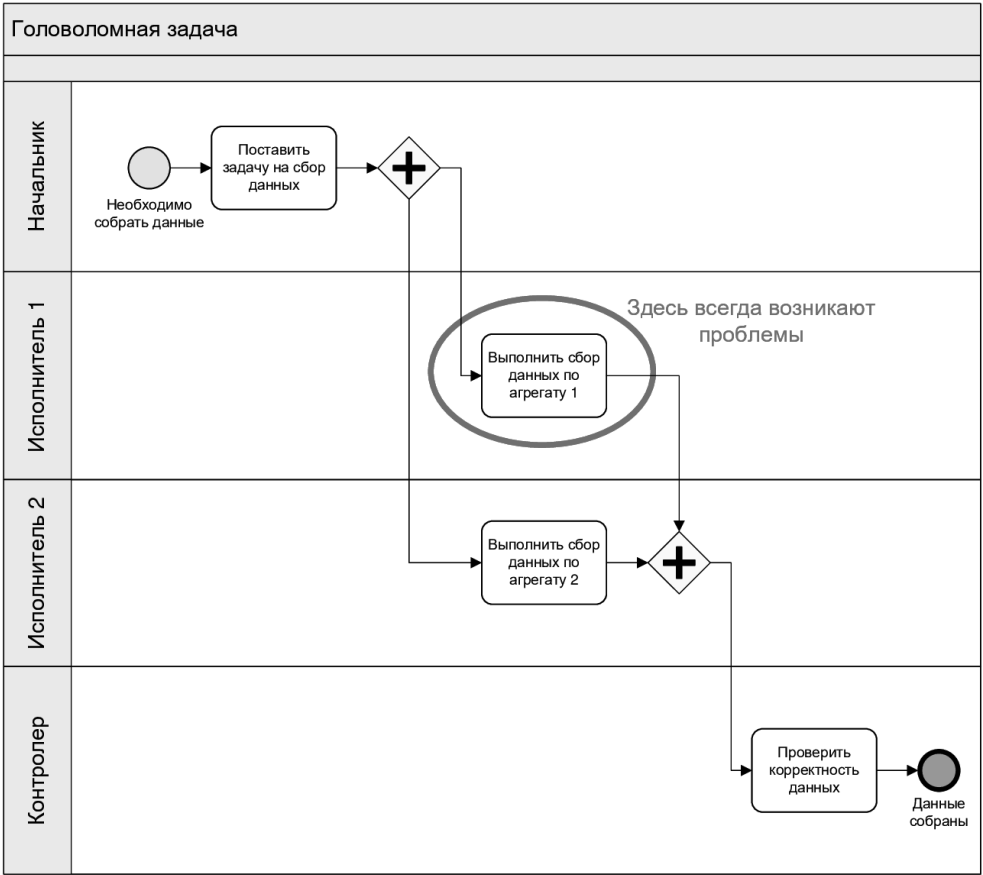 Головоломная задача
Начальник
Необходимо
собрать данные
Поставить
задачу на сбор
данных
Исполнитель 1
Выполнить сбор
данных по
агрегату 1
Здесь всегда возникают
проблемы
Исполнитель 2
Выполнить сбор
данных по
агрегату 2
Контролер
Проверить
корректность
данных
Данные
собраны